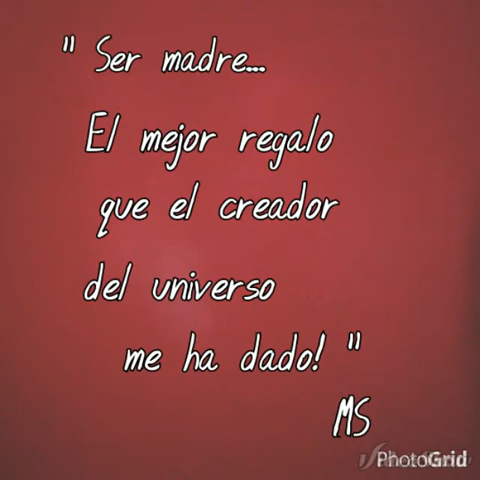 " Ser madre...
El mejor regalo
que el creador
del universo
me ha dado! "
MS
PhotoGrid